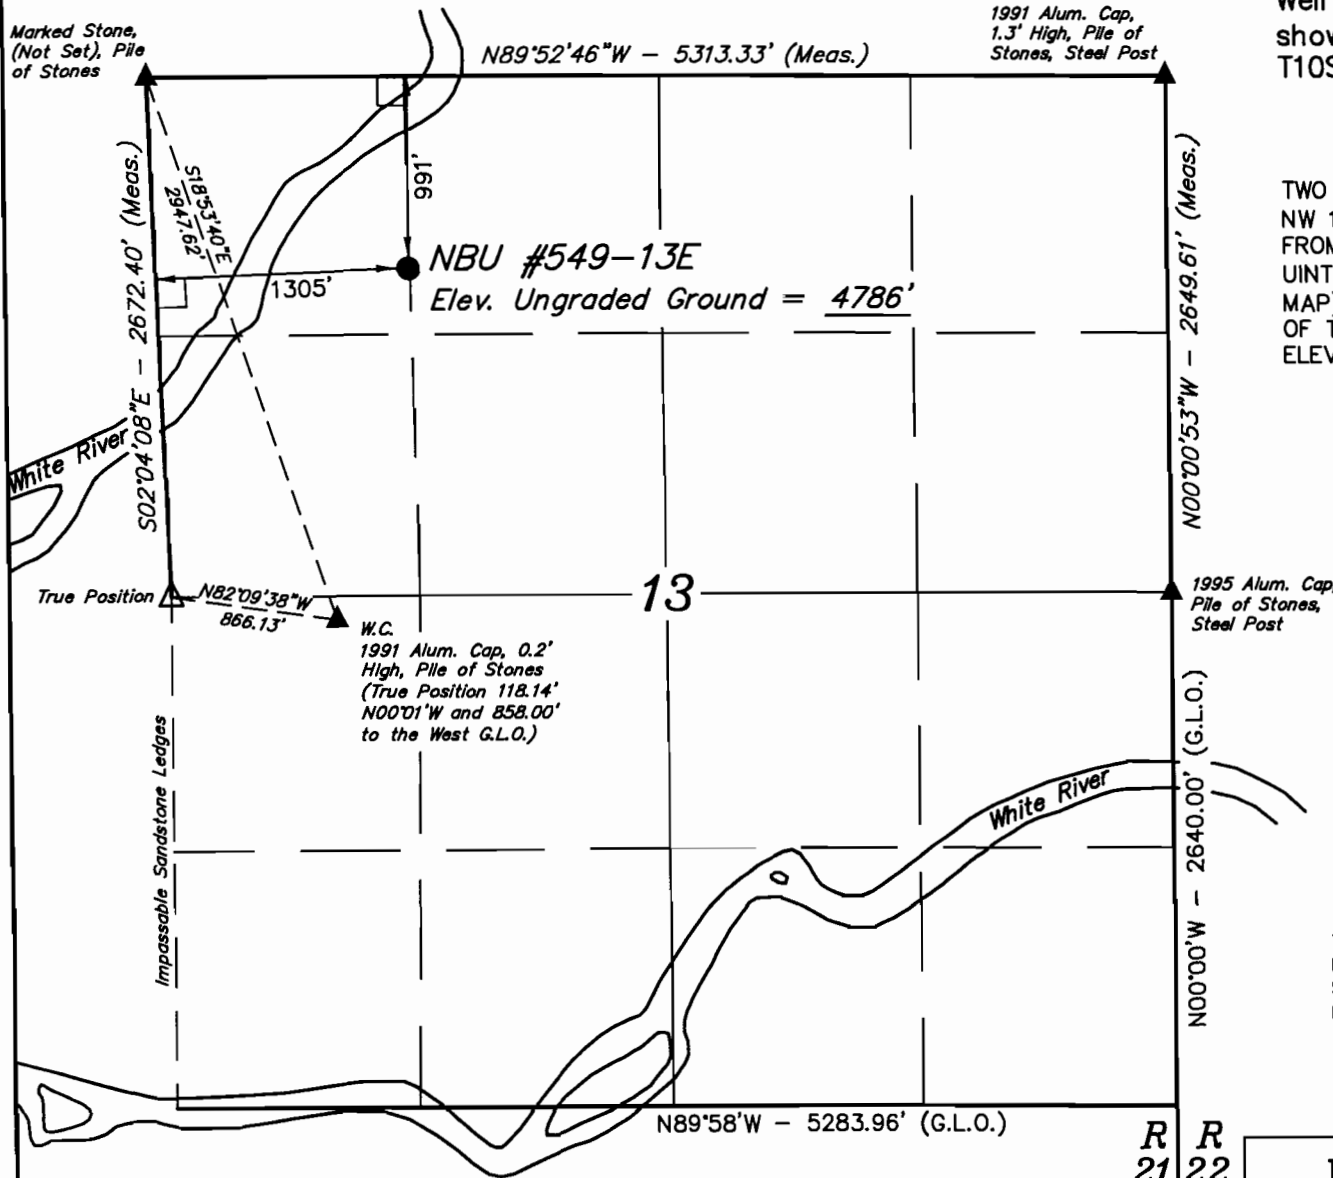 Marked Stone,
(Not Set), Pile
of Stones
N89°52'46"W - 5313.33' (Meas.)
1991 Alum. Cap,
1.3' High, Pile of
Stones, Steel Post
Well
T10S
S02°04'08"E - 2672.40' (Meas.)
S18°53'40"E
2947.62'
991'
1305'
NBU #549-13E
Elev. Ungraded Ground = 4786'
N00°00'53"W - 2649.61' (Meas.)
TWO
NW 1
FROM
UINT
MAP
OF T
ELEV
White River
True Position
N82°09'38"W
866.13'
W.C.
1991 Alum. Cap, 0.2'
High, Pile of Stones
(True Position 118.14'
N00°01'W and 858.00'
to the West G.L.O.)
13
1995 Alum. Cap,
Pile of Stones,
Steel Post
Impassable Sandstone Ledges
White River
N00°00'W - 2640.00' (G.L.O.)
N89°58'W - 5283.96' (G.L.O.)
R R
21 22